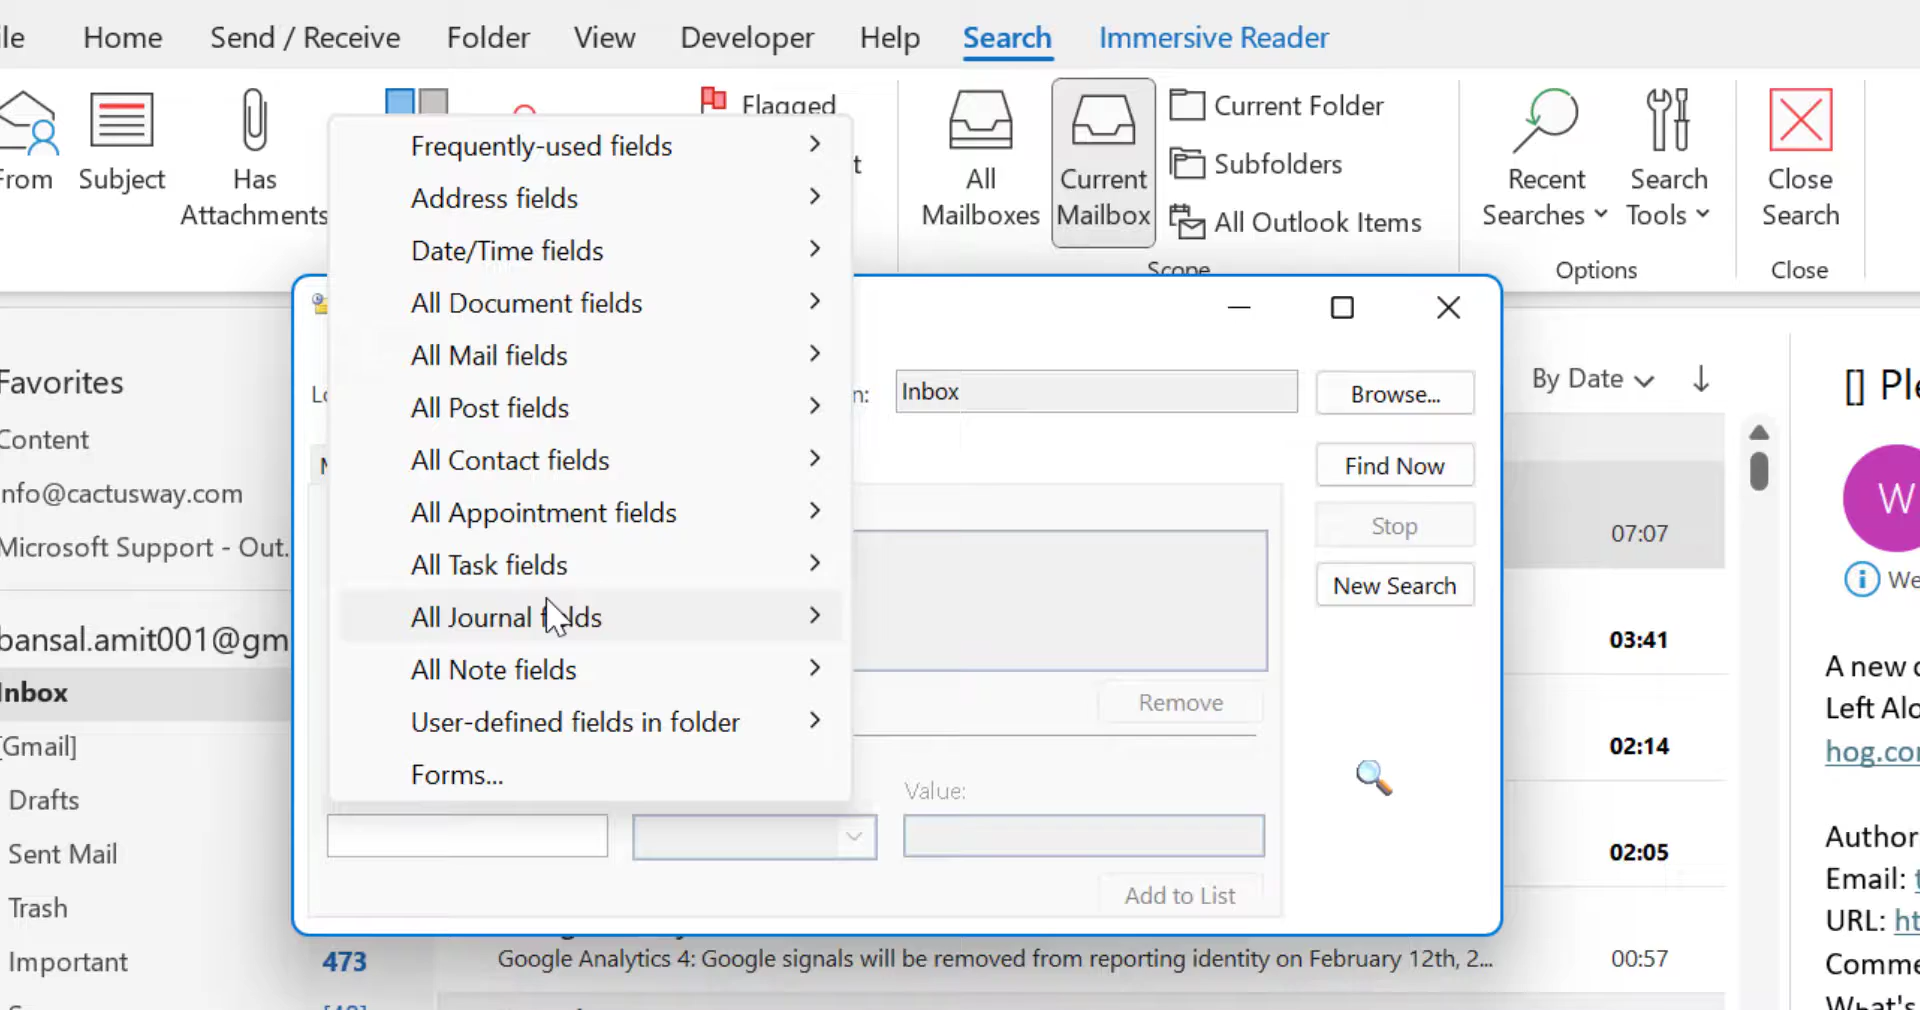 Home Send / Receive Folder View Developer Help Search Immersive Reader
Flagged
From Subject
Has
Attachments
All
Mailboxes
Current
Mailbox
Current Folder
Subfolders
All Outlook Items
Scope
Recent
Searches
Search
Tools
Options
Close
Search
Close
Frequently-used fields
Address fields
Date/Time fields
All Document fields
All Mail fields
All Post fields
All Contact fields
All Appointment fields
All Task fields
All Journal fields
All Note fields
User-defined fields in folder
Forms...
Inbox
Browse...
Find Now
Stop
New Search
Remove
Value:
Add to List
Favorites
Content
info@cactusway.com
Microsoft Support - Out...
bansal.amit001@gm
Inbox
[Gmail]
Drafts
Sent Mail
Trash
Important 473
By Date
07:07
03:41
02:14
02:05
Google Analytics 4: Google signals will be removed from reporting identity on February 12th, 2... 00:57
[] Ple
W
We
A new c
Left Alo
hog.co
Author
Email:
URL: ht
Comme
What's